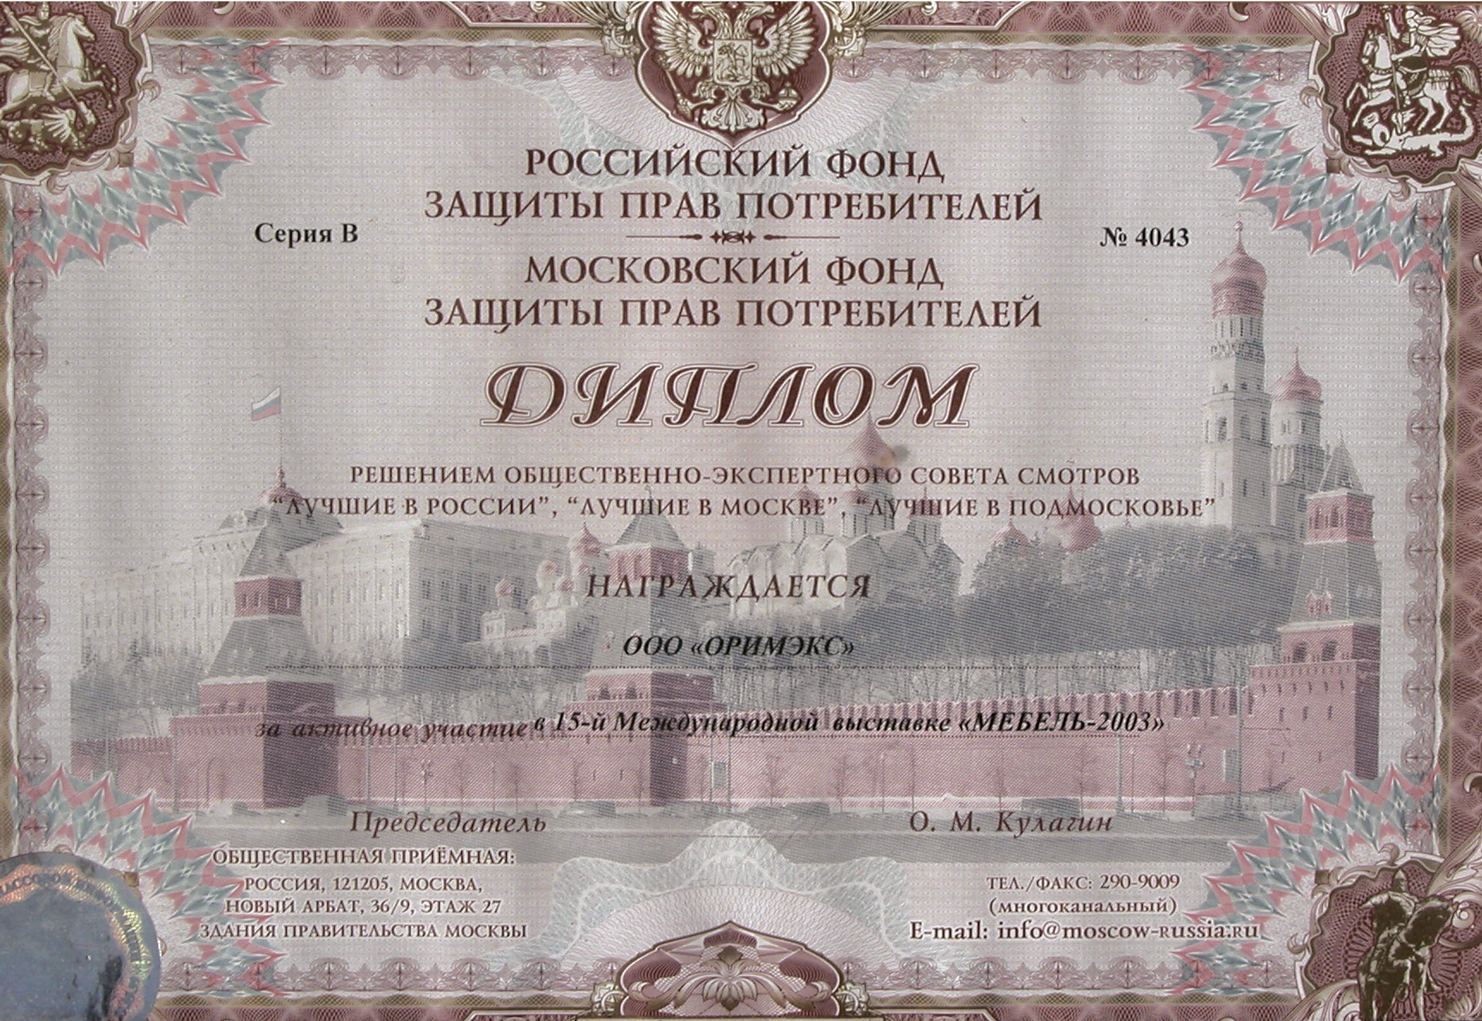 РОССИЙСКИЙ ФОНД
ЗАЩИТЫ ПРАВ ПОТРЕБИТЕЛЕЙ
Серия В
№ 4043
МОСКОВСКИЙ ФОНД
ЗАЩИТЫ ПРАВ ПОТРЕБИТЕЛЕЙ
ДИПЛОМ
РЕШЕНИЕМ ОБЩЕСТВЕННО-ЭКСПЕРТНОГО СОВЕТА СМОТРОВ
“ЛУЧШИЕ В РОССИИ”, “ЛУЧШИЕ В МОСКВЕ”, “ЛУЧШИЕ В ПОДМОСКОВЬЕ”
НАГРАЖДАЕТСЯ
ООО «ОРИМЭКС»
за активное участие в 15-й Международной выставке «МЕБЕЛЬ-2003»
Председатель О. М. Кулагин
ОБЩЕСТВЕННАЯ ПРИЁМНАЯ:
РОССИЯ, 121205, МОСКВА,
НОВЫЙ АРБАТ, 36/9, ЭТАЖ 27
ЗДАНИЯ ПРАВИТЕЛЬСТВА МОСКВЫ
ТЕЛ./ФАКС: 290-9009
(многоканальный)
E-mail: info@moscow-russia.ru